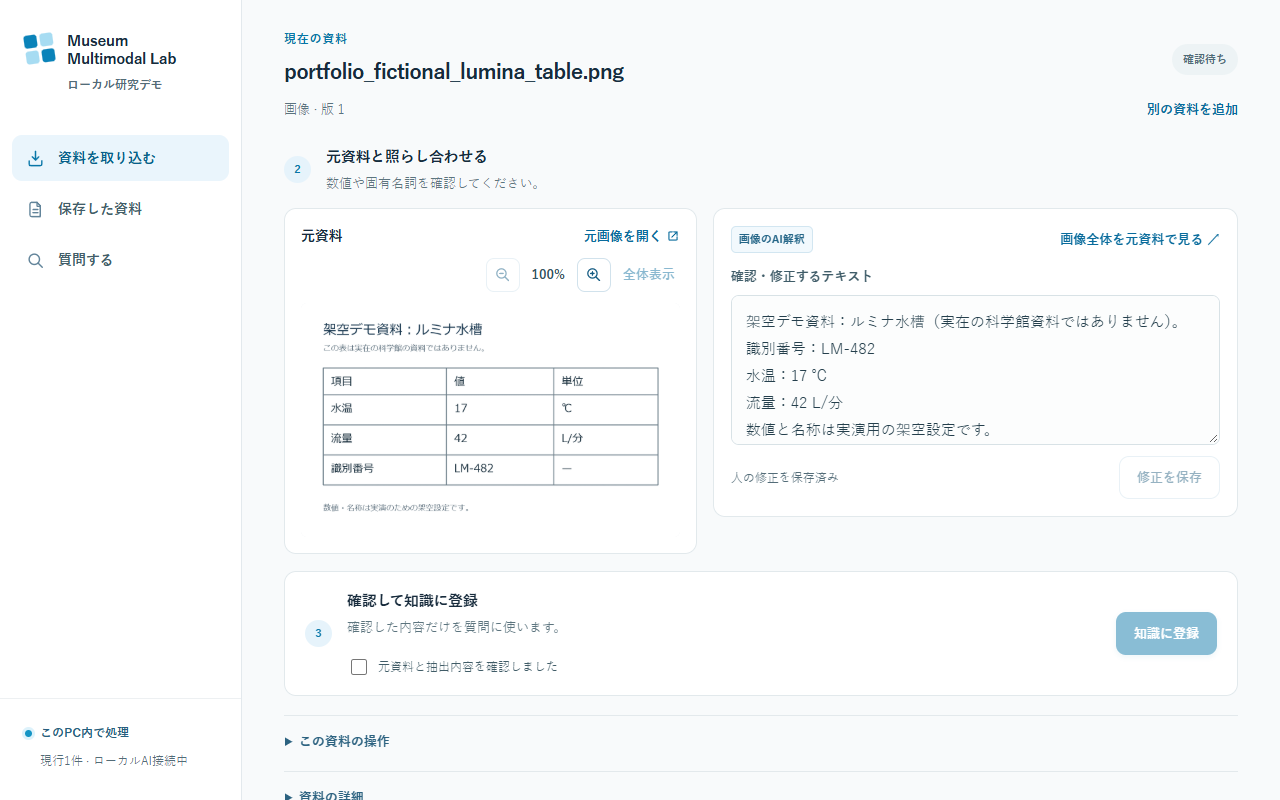 Museum
Multimodal Lab
ローカル研究デモ
資料を取り込む
保存した資料
質問する
このPC内で処理
現行1件 · ローカルAI接続中
現在の資料
portfolio_fictional_lumina_table.png
画像 · 版 1
確認待ち
別の資料を追加
2
元資料と照らし合わせる
数値や固有名詞を確認してください。
元資料
元画像を開く
100%
全体表示
架空デモ資料：ルミナ水槽
この表は実在の科学館の資料ではありません。
項目 値 単位
水温 17 ℃
流量 42 L/分
識別番号 LM-482 —
数値・名称は実演のための架空設定です。
画像のAI解釈
画像全体を元資料で見る ↗
確認・修正するテキスト
架空デモ資料：ルミナ水槽（実在の科学館資料ではありません）。
識別番号：LM-482
水温：17 ℃
流量：42 L/分
数値と名称は実演用の架空設定です。
人の修正を保存済み
修正を保存
3
確認して知識に登録
確認した内容だけを質問に使います。
元資料と抽出内容を確認しました
知識に登録
この資料の操作
資料の詳細